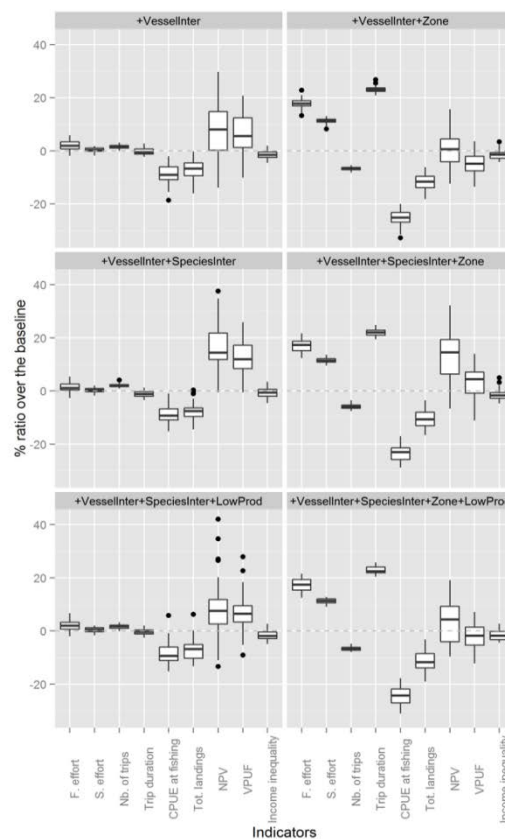 +VesselInter
+VesselInter+Zone
40
20
0
-20
+VesselInter+SpeciesInter
+VesselInter+SpeciesInter+Zone
% ratio over the baseline
40
20
0
-20
+VesselInter+SpeciesInter+LowProd
+VesselInter+SpeciesInter+Zone+LowProd
40
20
0
-20
F. effort
S. effort
Nb. of trips
Trip duration
CPUE at fishing
Tot. landings
NPV
VPUF
Income inequality
F. effort
S. effort
Nb. of trips
Trip duration
CPUE at fishing
Tot. landings
NPV
VPUF
Income inequality
Indicators